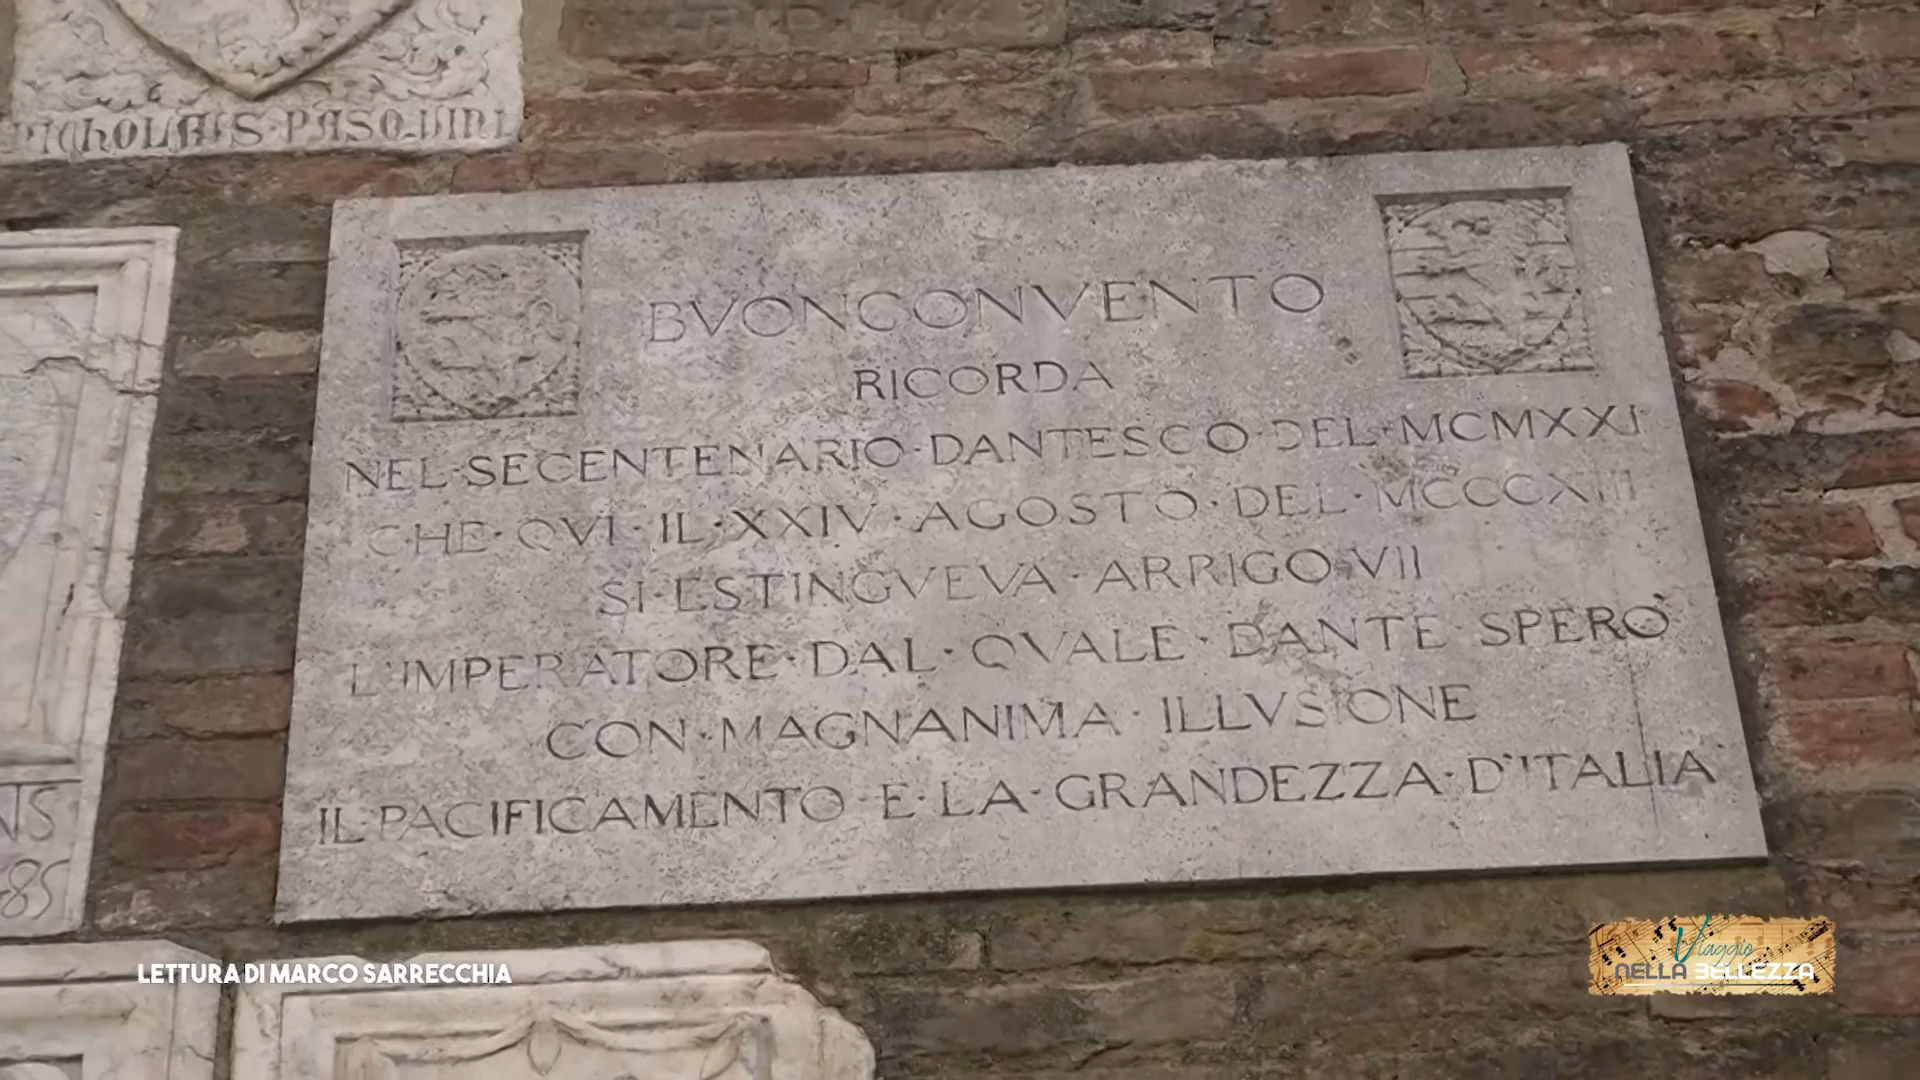 NICHOLAUS · PASQUINI
BVONCONVENTO
RICORDA
NEL·SECENTENARIO·DANTESCO·DEL·MCMXXI
CHE·QVI·IL·XXIV·AGOSTO·DEL·MCCCXIII
SI·ESTINGVEVA·ARRIGO·VII
L'IMPERATORE·DAL·QVALE·DANTE SPERÒ
CON·MAGNANIMA·ILLVSIONE
IL·PACIFICAMENTO·E·LA·GRANDEZZA·D'ITALIA
LETTURA DI MARCO SARRECCHIA
Viaggio
NELLA BELLEZZA